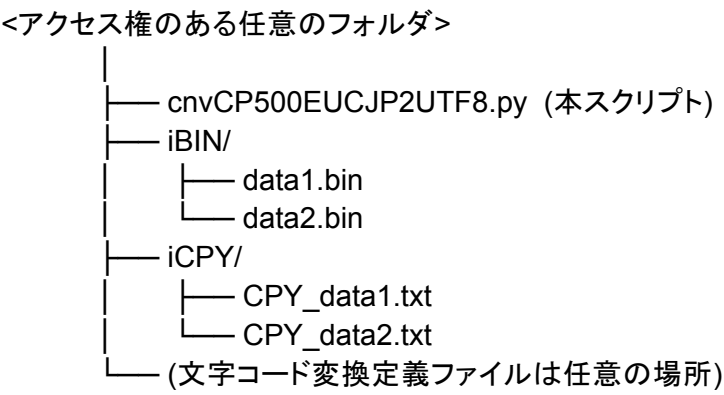 <アクセス権のある任意のフォルダ>
│
├── cnvCP500EUCJP2UTF8.py (本スクリプト)
├── iBIN/
│ ├── data1.bin
│ └── data2.bin
├── iCPY/
│ ├── CPY_data1.txt
│ └── CPY_data2.txt
└── (文字コード変換定義ファイルは任意の場所)